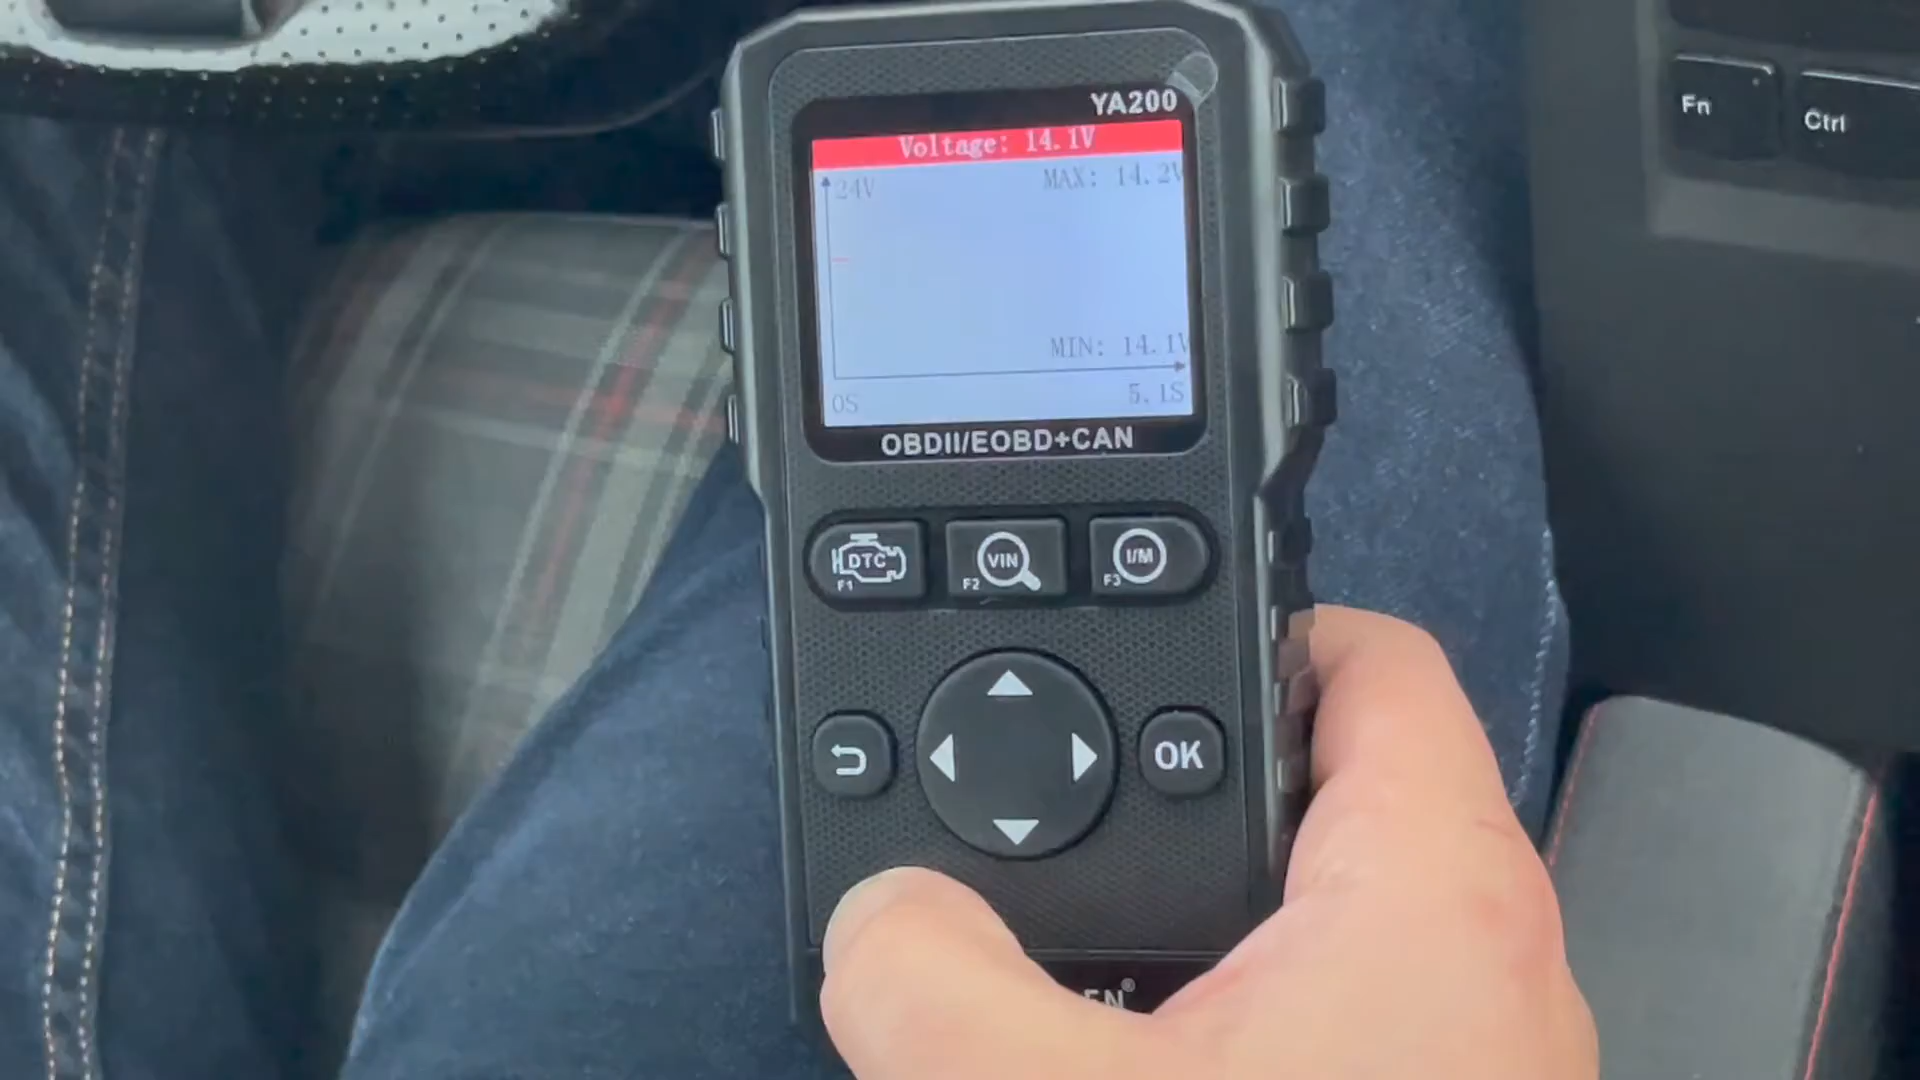 YA200
Voltage: 14.1V
24V
MAX: 14.2V
MIN: 14.1V
0S
5.1S
OBDII/EOBD+CAN
DTC
F1
VIN
F2
I/M
F3
OK
Fn
Ctrl